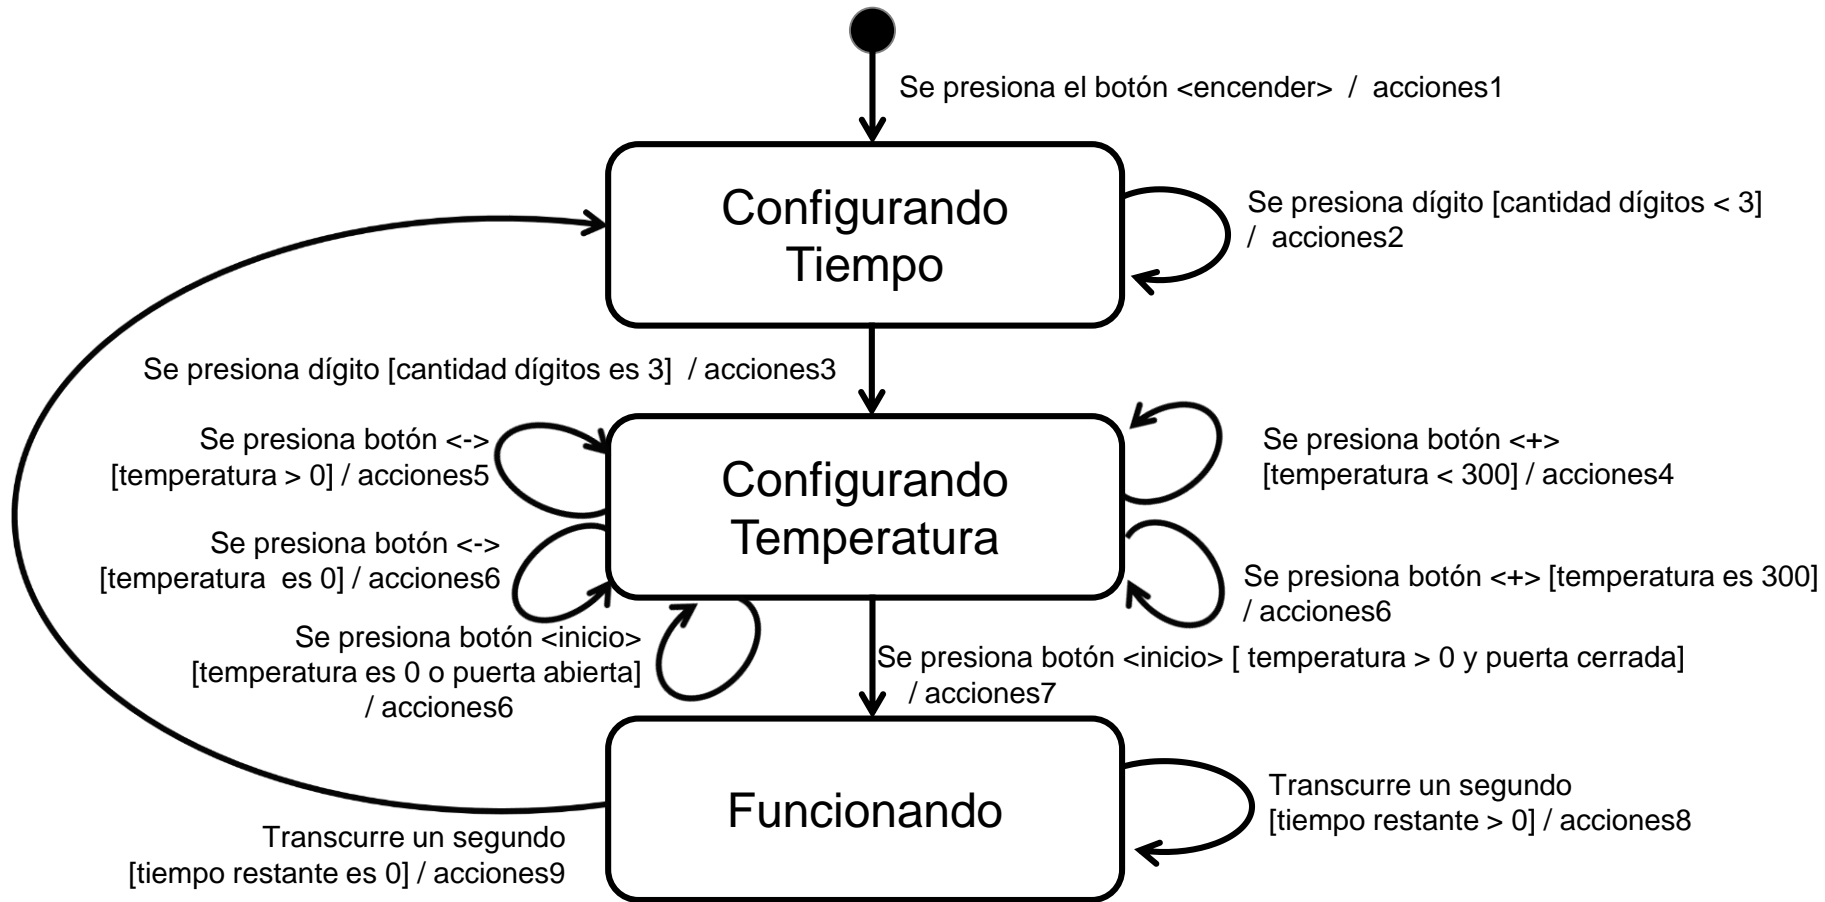 Se presiona el botón <encender> / acciones1
Configurando
Tiempo
Se presiona dígito [cantidad dígitos < 3]
/ acciones2
Se presiona dígito [cantidad dígitos es 3] / acciones3
Se presiona botón <->
[temperatura > 0] / acciones5
Configurando
Temperatura
Se presiona botón <+>
[temperatura < 300] / acciones4
Se presiona botón <->
[temperatura es 0] / acciones6
Se presiona botón <+> [temperatura es 300]
/ acciones6
Se presiona botón <inicio>
[temperatura es 0 o puerta abierta]
/ acciones6
Se presiona botón <inicio> [ temperatura > 0 y puerta cerrada]
/ acciones7
Funcionando
Transcurre un segundo
[tiempo restante > 0] / acciones8
Transcurre un segundo
[tiempo restante es 0] / acciones9